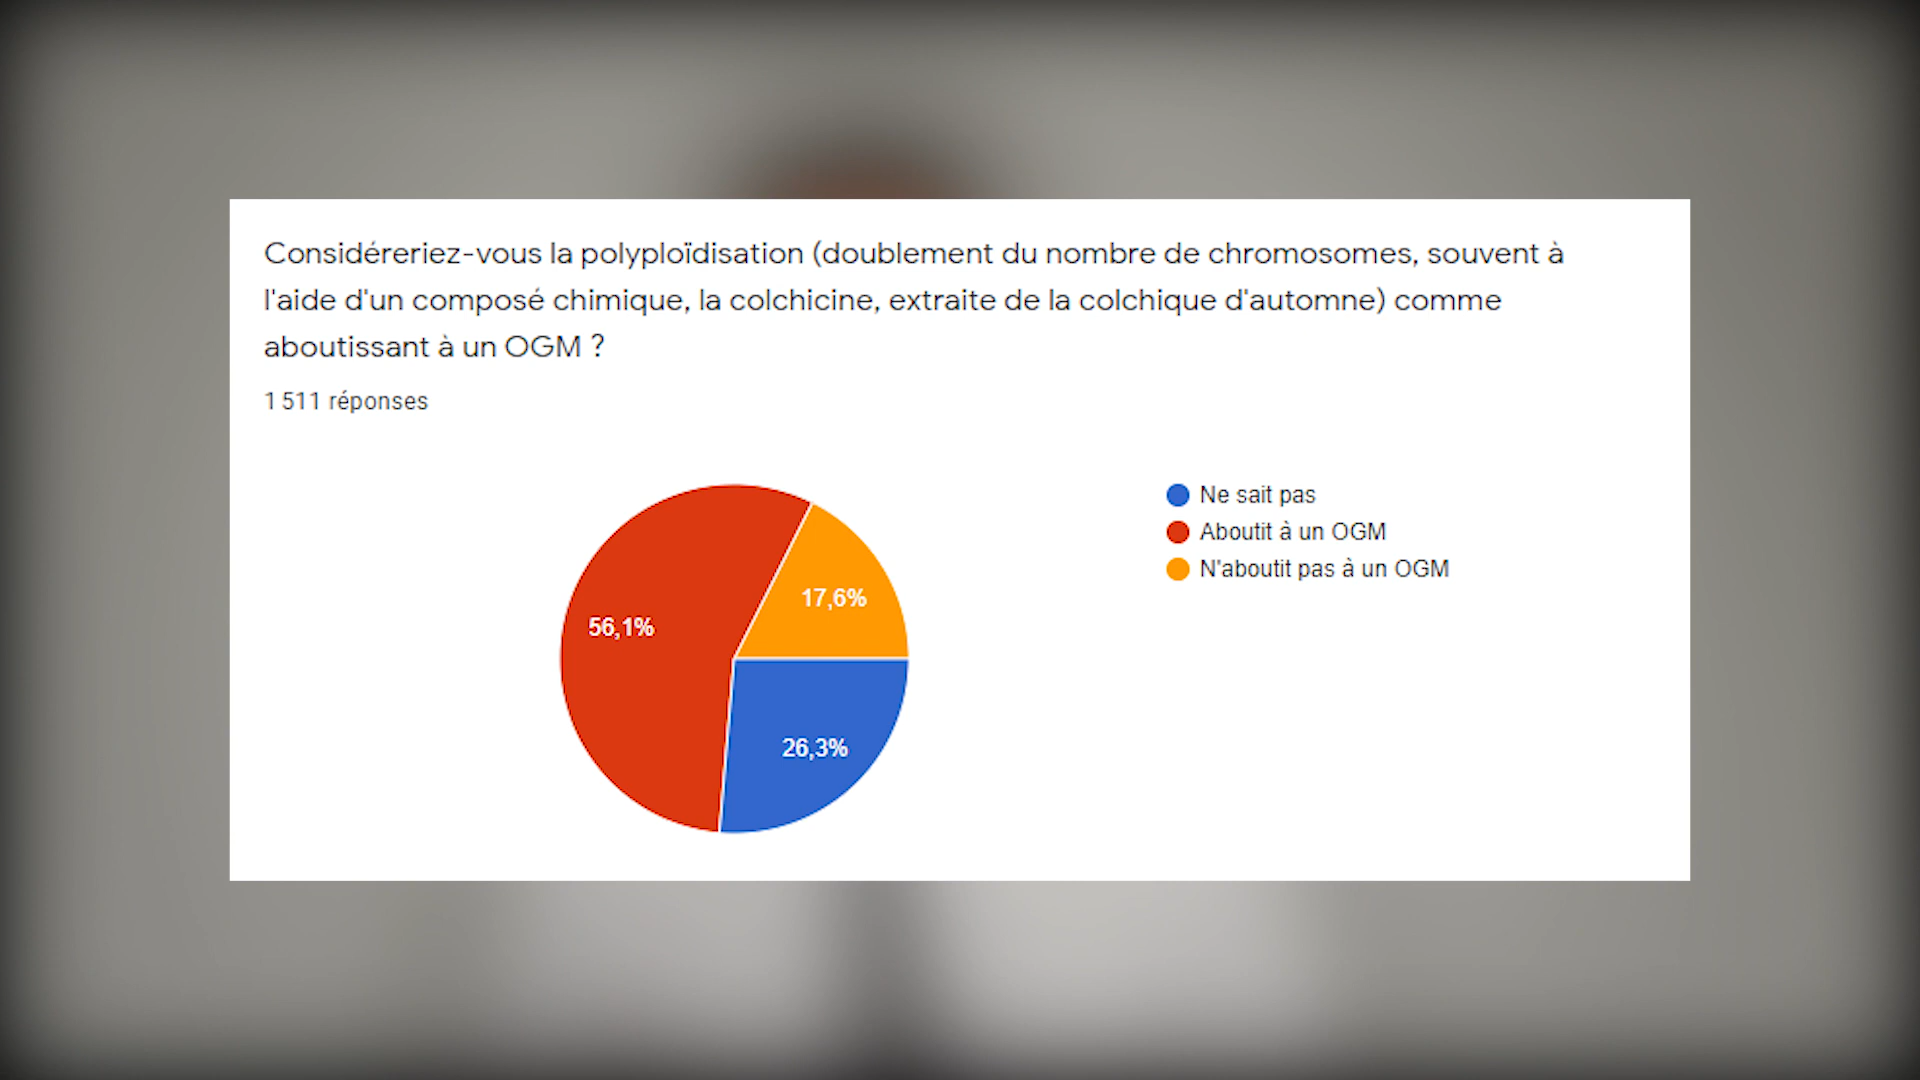 Considéreriez-vous la polyploïdisation (doublement du nombre de chromosomes, souvent à
l'aide d'un composé chimique, la colchicine, extraite de la colchique d'automne) comme
aboutissant à un OGM ?
1 511 réponses
Ne sait pas
Aboutit à un OGM
N'aboutit pas à un OGM
17,6%
56,1%
26,3%